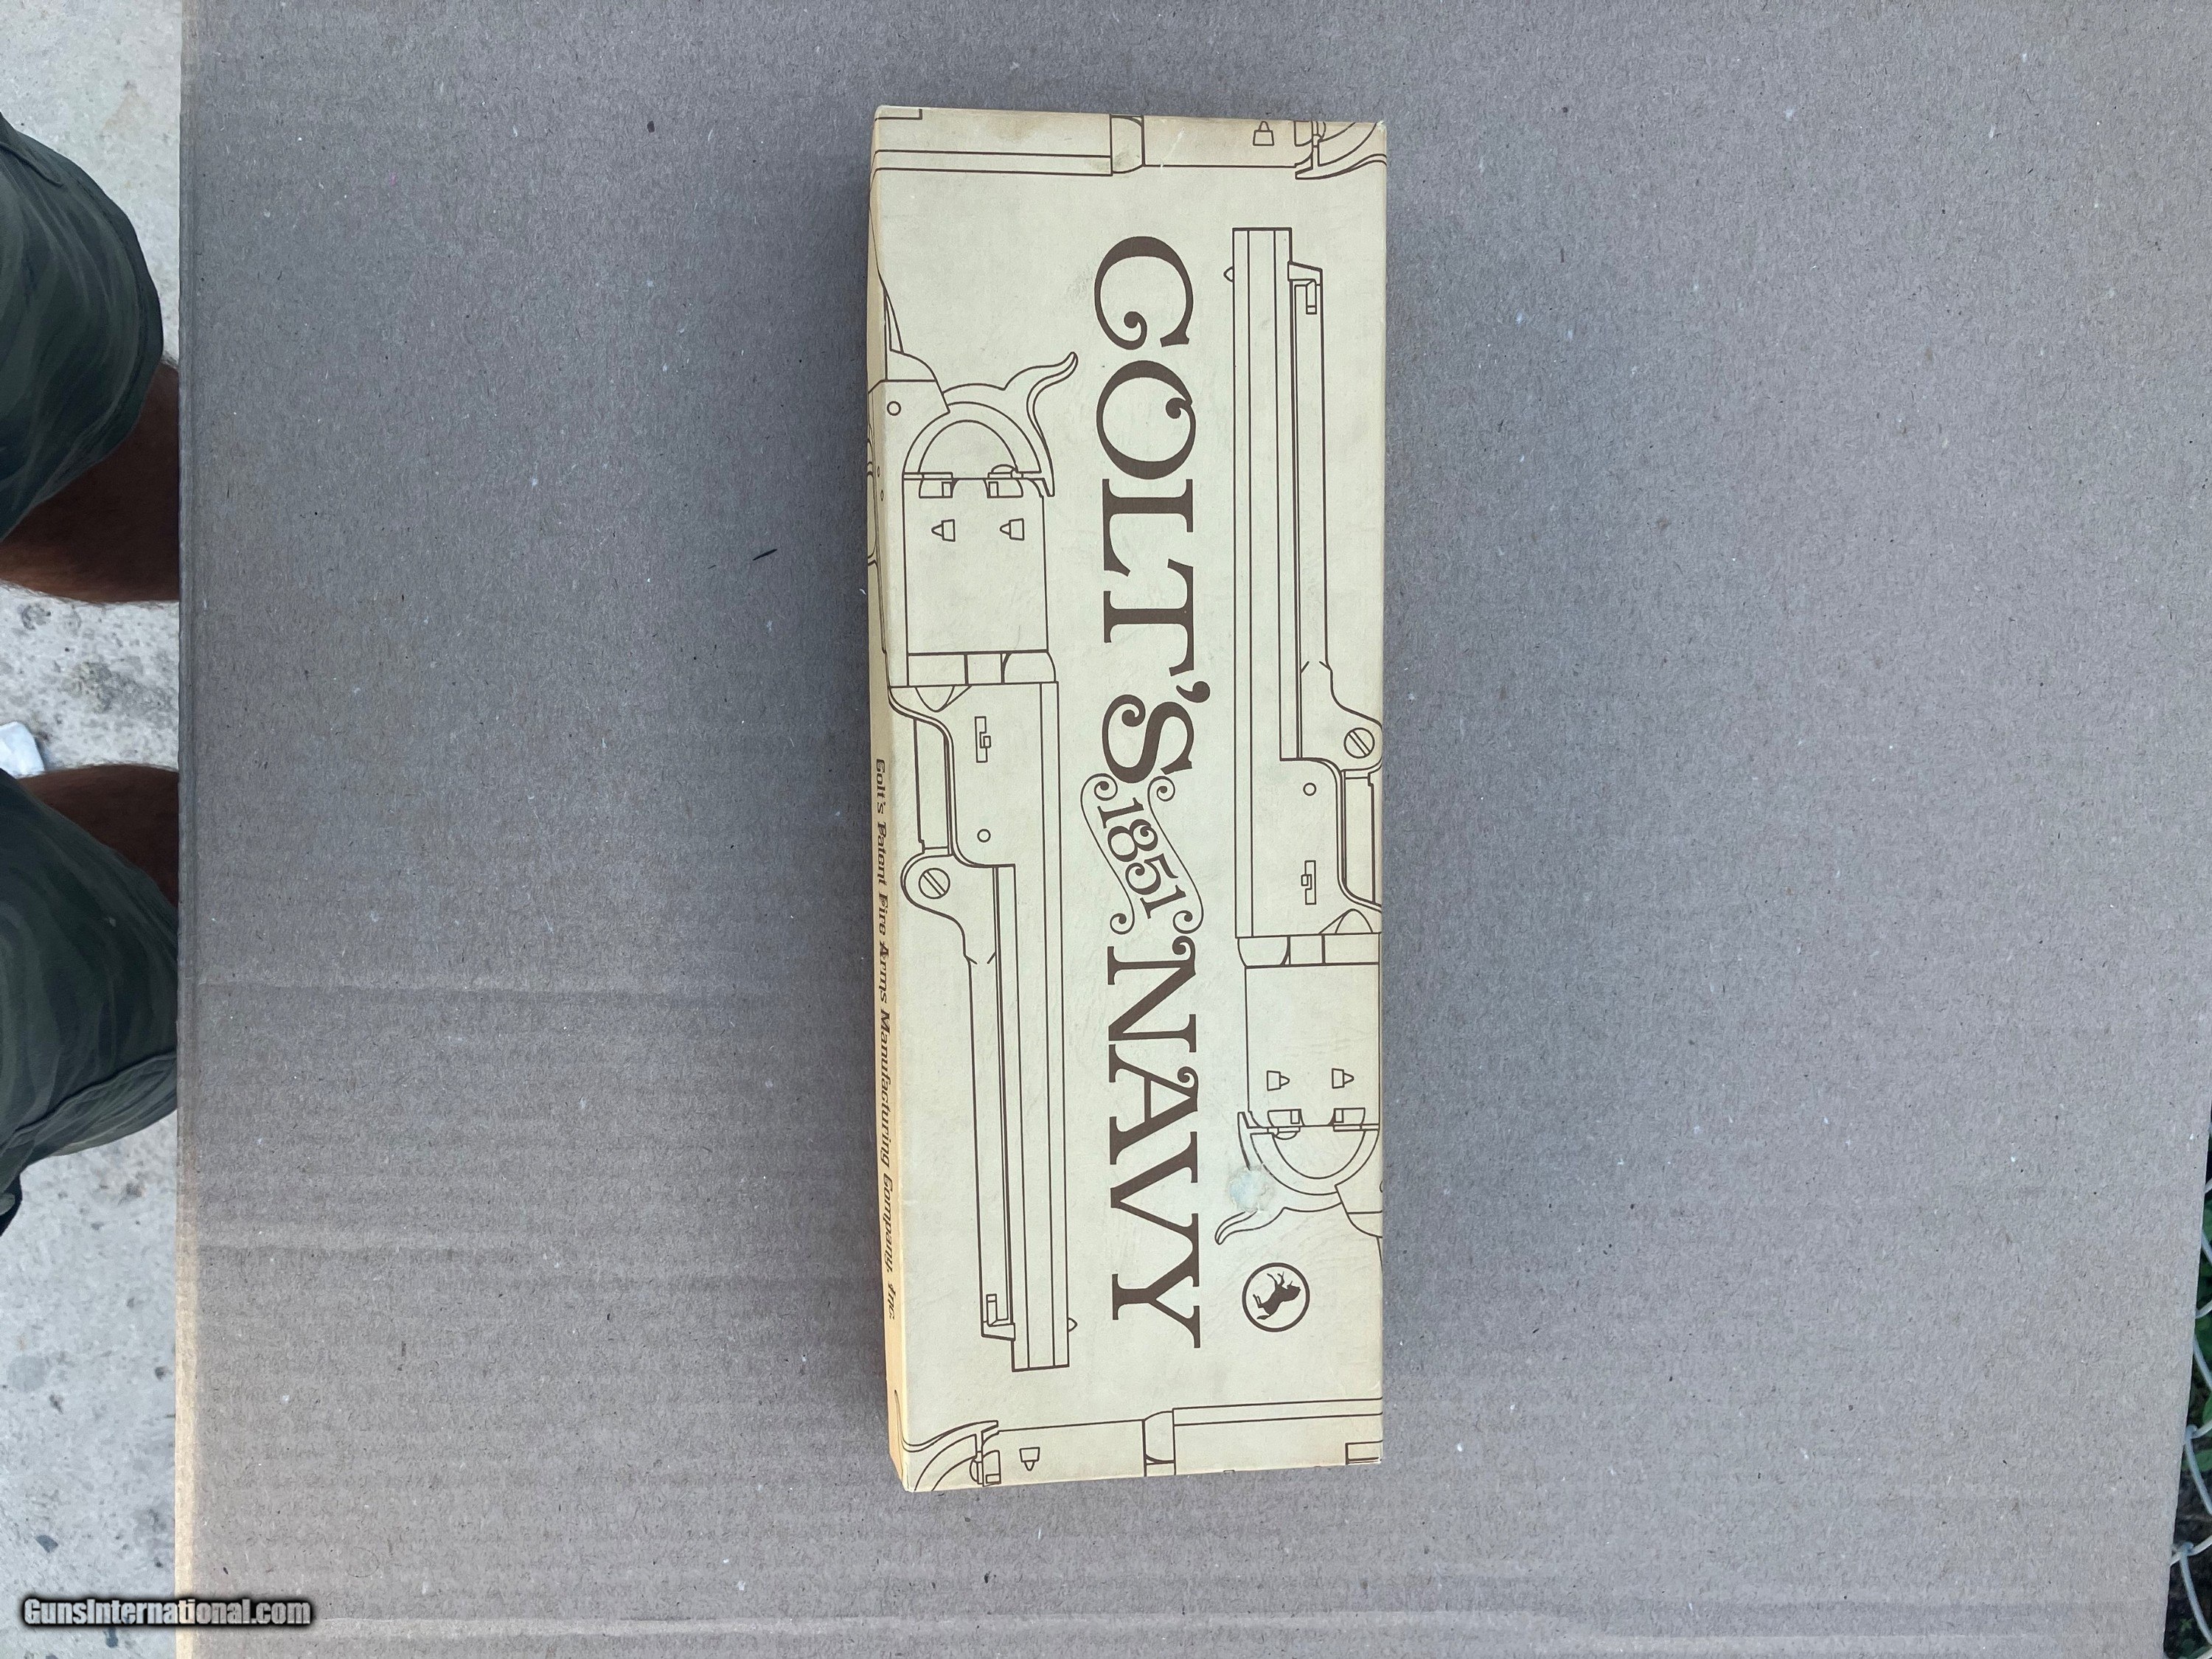 COLT'S 1851 NAVY
Colt's Patent Fire Arms Manufacturing Company, Inc.
GunsInternational.com